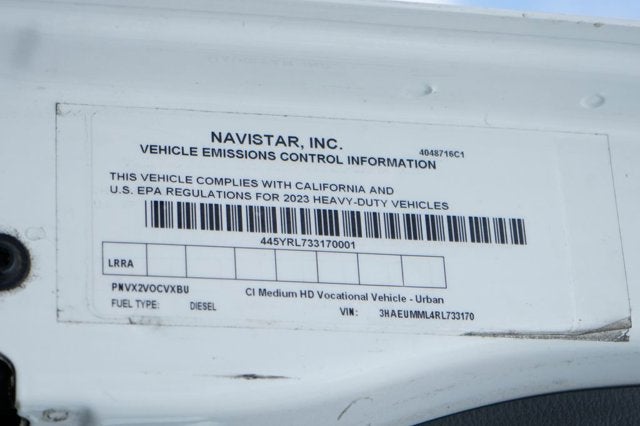 NAVISTAR, INC.
4048716C1
VEHICLE EMISSIONS CONTROL INFORMATION
THIS VEHICLE COMPLIES WITH CALIFORNIA AND
U.S. EPA REGULATIONS FOR 2023 HEAVY-DUTY VEHICLES
445YRL733170001
LRRA
PNVX2VOCVXBU
CI Medium HD Vocational Vehicle - Urban
FUEL TYPE: DIESEL
VIN: 3HAEUMML4RL733170